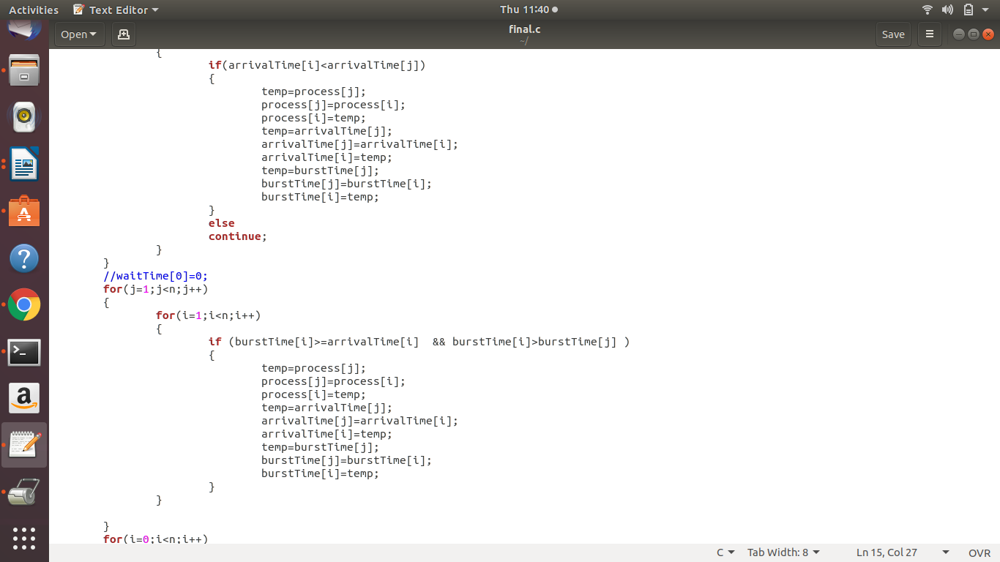 Activities Text Editor Thu 11:40
Open final.c Save
~/
{
if(arrivalTime[i]<arrivalTime[j])
{
temp=process[j];
process[j]=process[i];
process[i]=temp;
temp=arrivalTime[j];
arrivalTime[j]=arrivalTime[i];
arrivalTime[i]=temp;
temp=burstTime[j];
burstTime[j]=burstTime[i];
burstTime[i]=temp;
}
else
continue;
}
}
//waitTime[0]=0;
for(j=1;j<n;j++)
{
for(i=1;i<n;i++)
{
if (burstTime[i]>=arrivalTime[i]  && burstTime[i]>burstTime[j] )
{
temp=process[j];
process[j]=process[i];
process[i]=temp;
temp=arrivalTime[j];
arrivalTime[j]=arrivalTime[i];
arrivalTime[i]=temp;
temp=burstTime[j];
burstTime[j]=burstTime[i];
burstTime[i]=temp;
}
}
}
for(i=0;i<n;i++)
C Tab Width: 8 Ln 15, Col 27 OVR